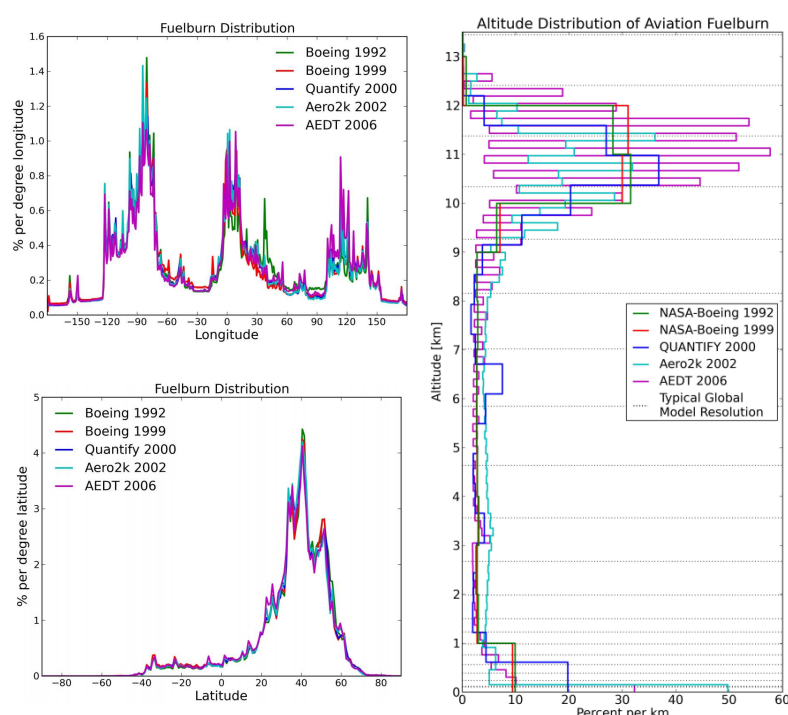 Fuelburn Distribution
1.6
1.4
1.2
1.0
0.8
0.6
0.4
0.2
0.0
% per degree longitude
Boeing 1992
Boeing 1999
Quantify 2000
Aero2k 2002
AEDT 2006
−150 −120 −90 −60 −30 0 30 60 90 120 150
Longitude
Fuelburn Distribution
5
4
3
2
1
0
% per degree latitude
Boeing 1992
Boeing 1999
Quantify 2000
Aero2k 2002
AEDT 2006
−80 −60 −40 −20 0 20 40 60 80
Latitude
Altitude Distribution of Aviation Fuelburn
13
12
11
10
9
8
7
6
5
4
3
2
1
0
Altitude [km]
NASA-Boeing 1992
NASA-Boeing 1999
QUANTIFY 2000
Aero2k 2002
AEDT 2006
Typical Global
Model Resolution
0 10 20 30 40 50 60
Percent per km